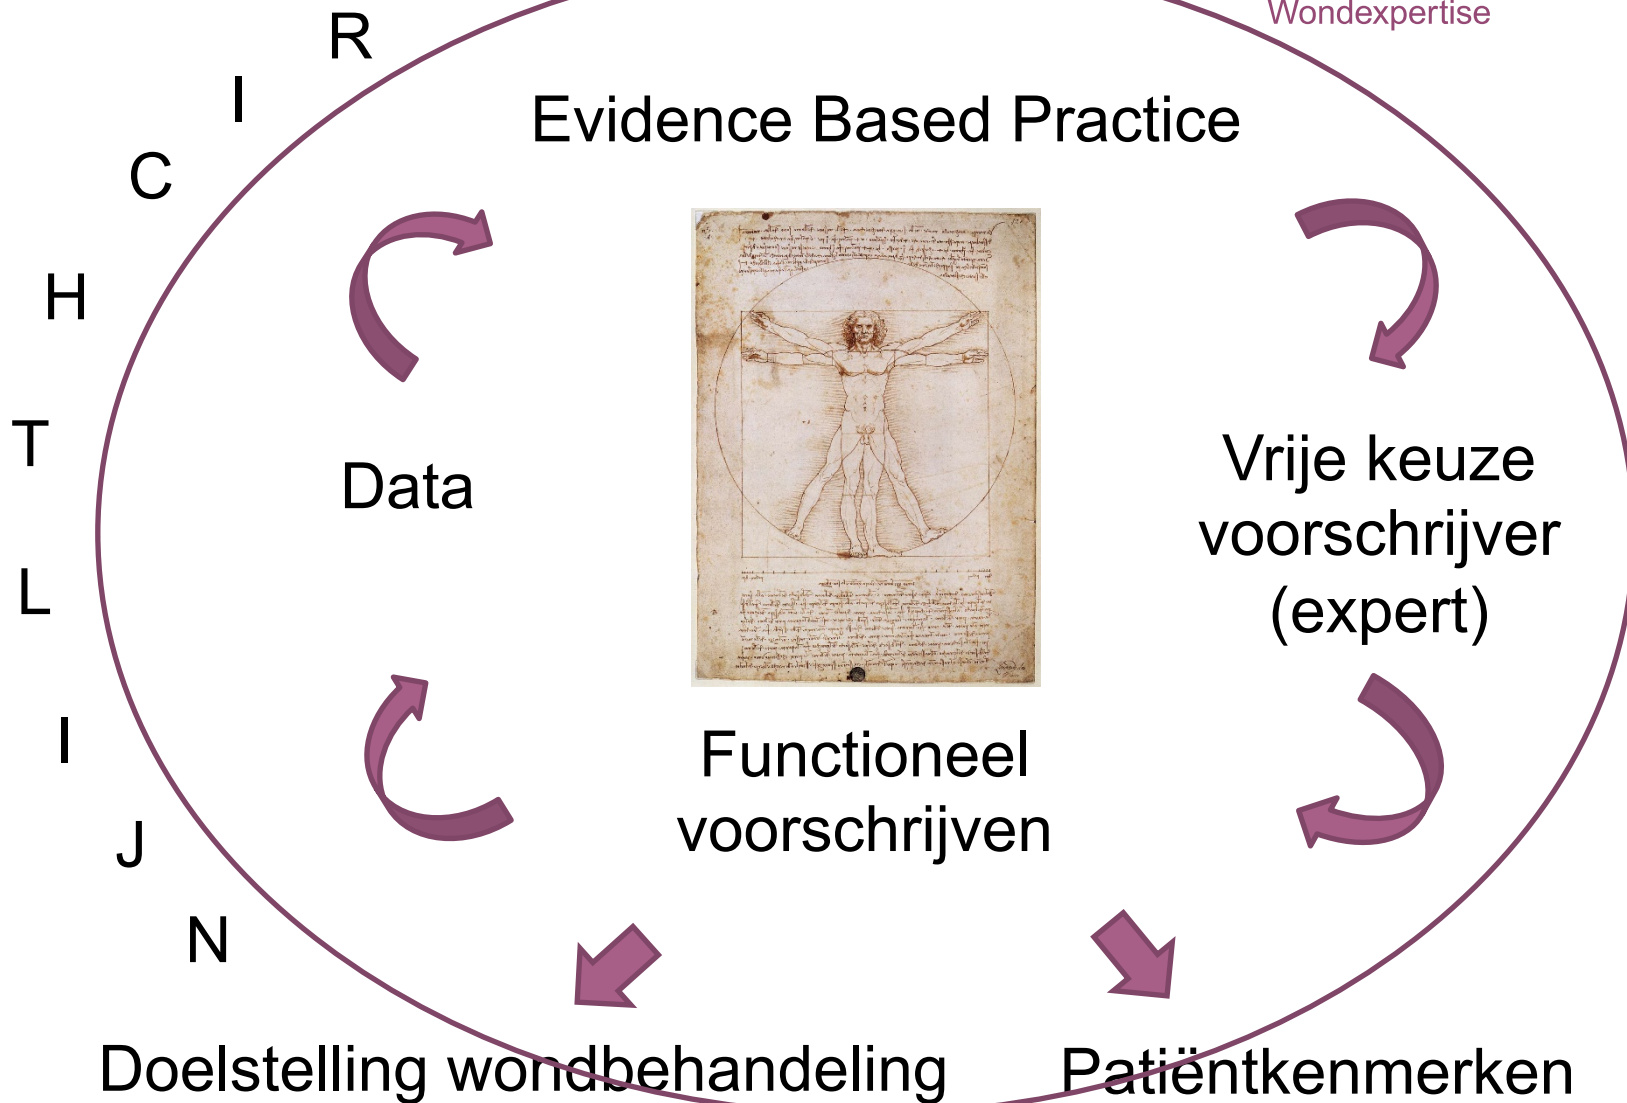 Wondexpertise
R
I
C
H
T
L
I
J
N
Evidence Based Practice
Data
Vrije keuze
voorschrijver
(expert)
Functioneel
voorschrijven
Doelstelling wondbehandeling
Patiëntkenmerken